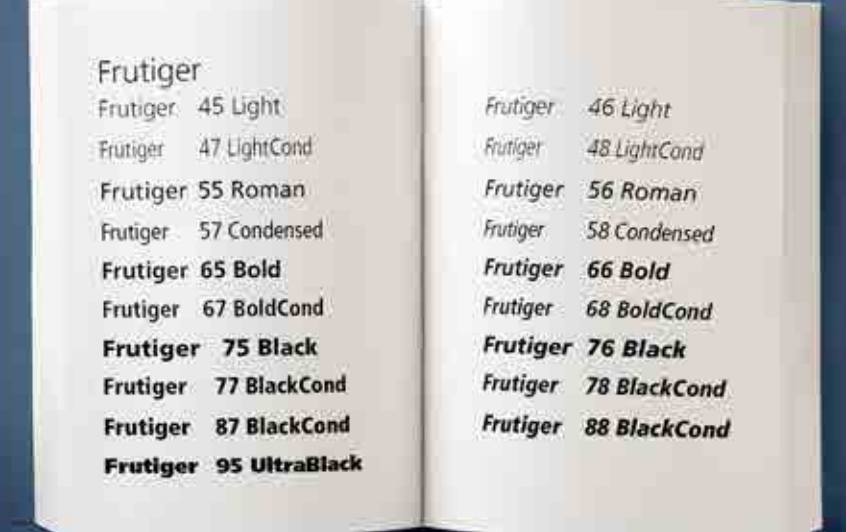 Frutiger
Frutiger 45 Light
Frutiger 47 LightCond
Frutiger 55 Roman
Frutiger 57 Condensed
Frutiger 65 Bold
Frutiger 67 BoldCond
Frutiger 75 Black
Frutiger 77 BlackCond
Frutiger 87 BlackCond
Frutiger 95 UltraBlack
Frutiger 46 Light
Frutiger 48 LightCond
Frutiger 56 Roman
Frutiger 58 Condensed
Frutiger 66 Bold
Frutiger 68 BoldCond
Frutiger 76 Black
Frutiger 78 BlackCond
Frutiger 88 BlackCond